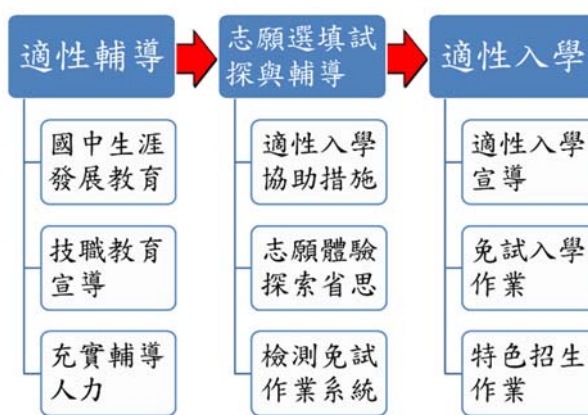 適性輔導
志願選填試
探與輔導
適性入學
國中生涯
發展教育
技職教育
宣導
充實輔導
人力
適性入學
協助措施
志願體驗
探索省思
檢測免試
作業系統
適性入學
宣導
免試入學
作業
特色招生
作業